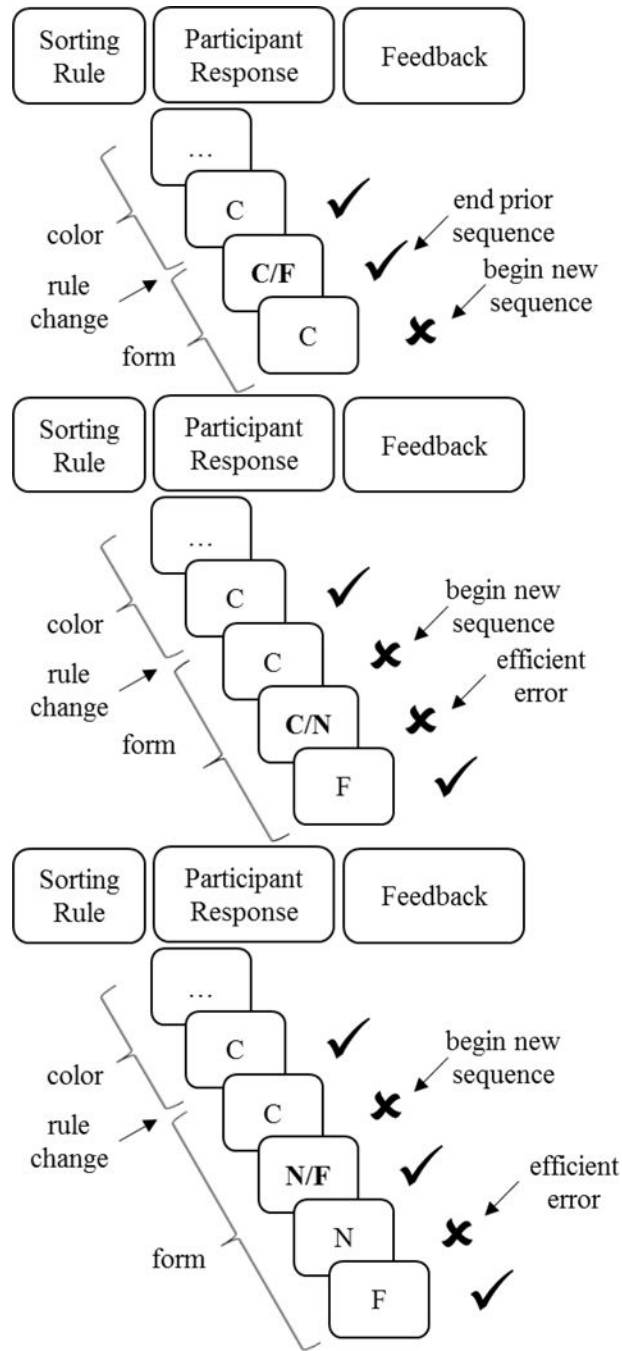 Sorting
Rule
Participant
Response
Feedback
…
C
end prior
sequence
color
C/F
rule
change
begin new
sequence
C
form
Sorting
Rule
Participant
Response
Feedback
…
C
begin new
sequence
color
C
rule
change
efficient
error
C/N
form
F
Sorting
Rule
Participant
Response
Feedback
…
C
begin new
sequence
color
C
rule
change
N/F
efficient
error
N
form
F